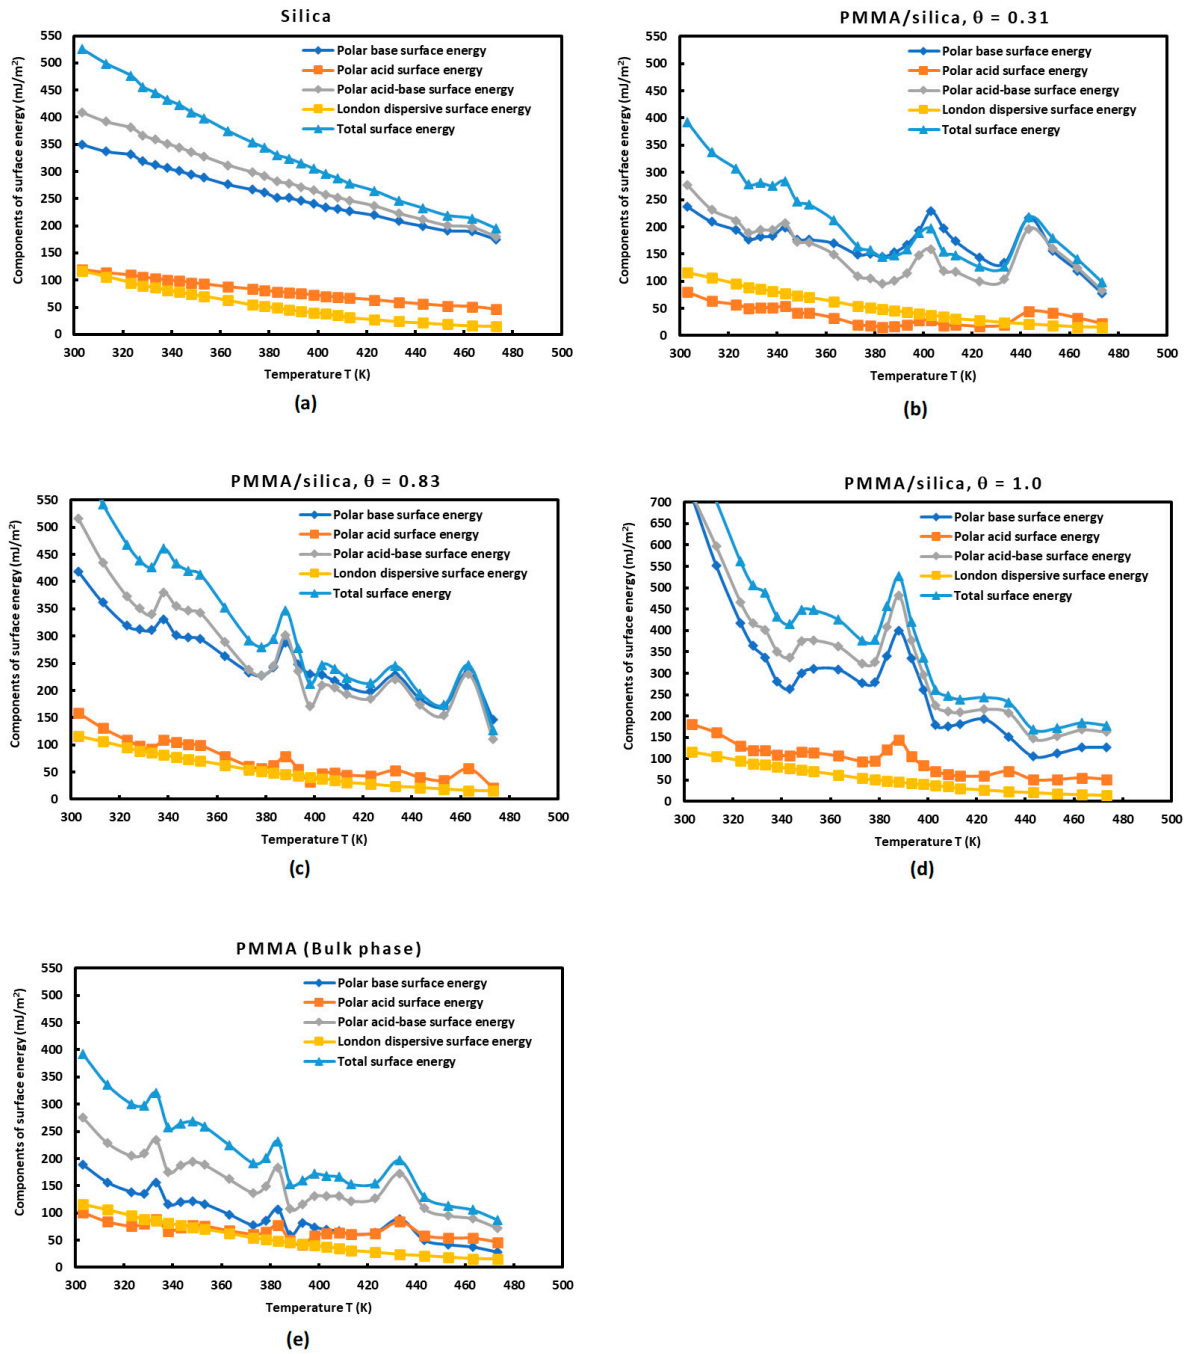 Silica
Components of surface energy (mJ/m²)
550
500
450
400
350
300
250
200
150
100
50
0
Polar base surface energy
Polar acid surface energy
Polar acid-base surface energy
London dispersive surface energy
Total surface energy
300 320 340 360 380 400 420 440 460 480 500
Temperature T (K)
(a)
PMMA/silica, θ = 0.31
Components of surface energy (mJ/m²)
550
500
450
400
350
300
250
200
150
100
50
0
Polar base surface energy
Polar acid surface energy
Polar acid-base surface energy
London dispersive surface energy
Total surface energy
300 320 340 360 380 400 420 440 460 480 500
Temperature T (K)
(b)
PMMA/silica, θ = 0.83
Components of surface energy (mJ/m²)
550
500
450
400
350
300
250
200
150
100
50
0
Polar base surface energy
Polar acid surface energy
Polar acid-base surface energy
London dispersive surface energy
Total surface energy
300 320 340 360 380 400 420 440 460 480 500
Temperature T (K)
(c)
PMMA/silica, θ = 1.0
Components of surface energy (mJ/m²)
700
650
600
550
500
450
400
350
300
250
200
150
100
50
0
Polar base surface energy
Polar acid surface energy
Polar acid-base surface energy
London dispersive surface energy
Total surface energy
300 320 340 360 380 400 420 440 460 480 500
Temperature T (K)
(d)
PMMA (Bulk phase)
Components of surface energy (mJ/m²)
550
500
450
400
350
300
250
200
150
100
50
0
Polar base surface energy
Polar acid surface energy
Polar acid-base surface energy
London dispersive surface energy
Total surface energy
300 320 340 360 380 400 420 440 460 480 500
Temperature T (K)
(e)